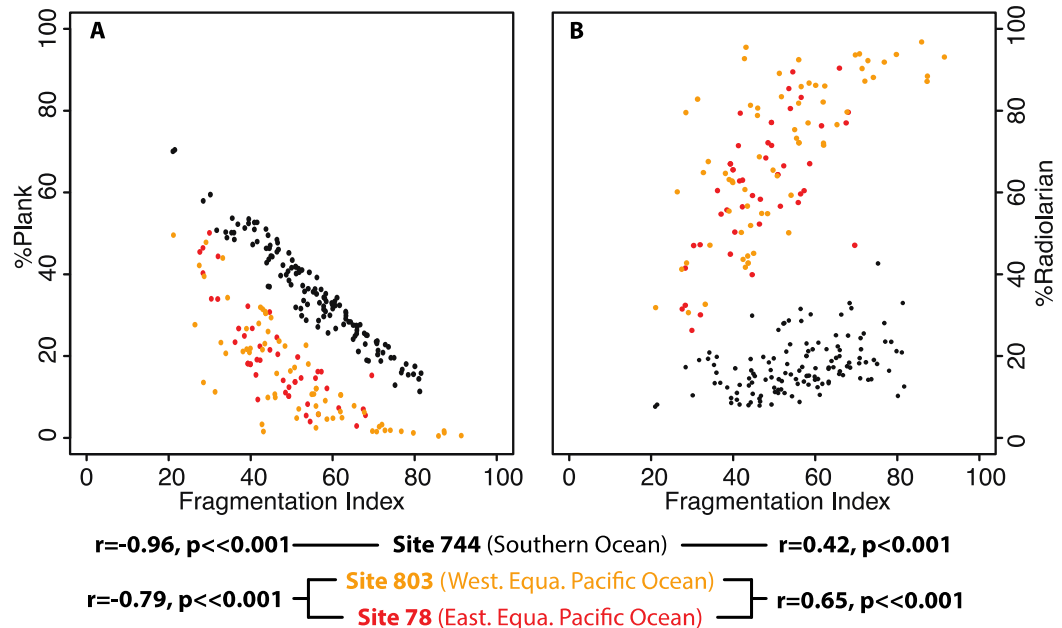 A
B
%Plank
0
20
40
60
80
100
0
20
40
60
80
100
Fragmentation Index
0
20
40
60
80
100
Fragmentation Index
0
20
40
60
80
100
%Radiolarian
r=-0.96, p<<0.001 Site 744 (Southern Ocean) r=0.42, p<0.001
Site 803 (West. Equa. Pacific Ocean)
r=-0.79, p<<0.001 r=0.65, p<<0.001
Site 78 (East. Equa. Pacific Ocean)